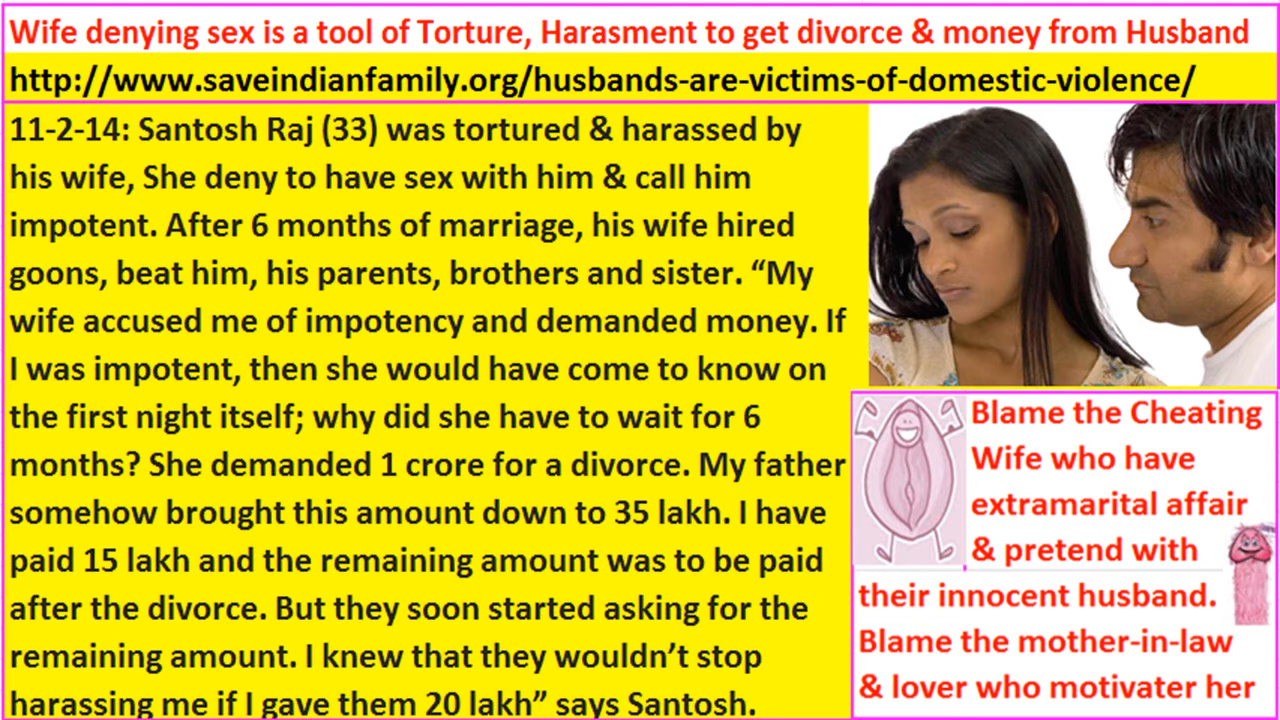 Wife denying sex is a tool of Torture, Harasment to get divorce & money from Husband
http://www.saveindianfamily.org/husbands-are-victims-of-domestic-violence/
11-2-14: Santosh Raj (33) was tortured & harassed by
his wife, She deny to have sex with him & call him
impotent. After 6 months of marriage, his wife hired
goons, beat him, his parents, brothers and sister. “My
wife accused me of impotency and demanded money. If
I was impotent, then she would have come to know on
the first night itself; why did she have to wait for 6
months? She demanded 1 crore for a divorce. My father
somehow brought this amount down to 35 lakh. I have
paid 15 lakh and the remaining amount was to be paid
after the divorce. But they soon started asking for the
remaining amount. I knew that they wouldn’t stop
harassing me if I gave them 20 lakh” says Santosh.
Blame the Cheating
Wife who have
extramarital affair
& pretend with
their innocent husband.
Blame the mother-in-law
& lover who motivater her